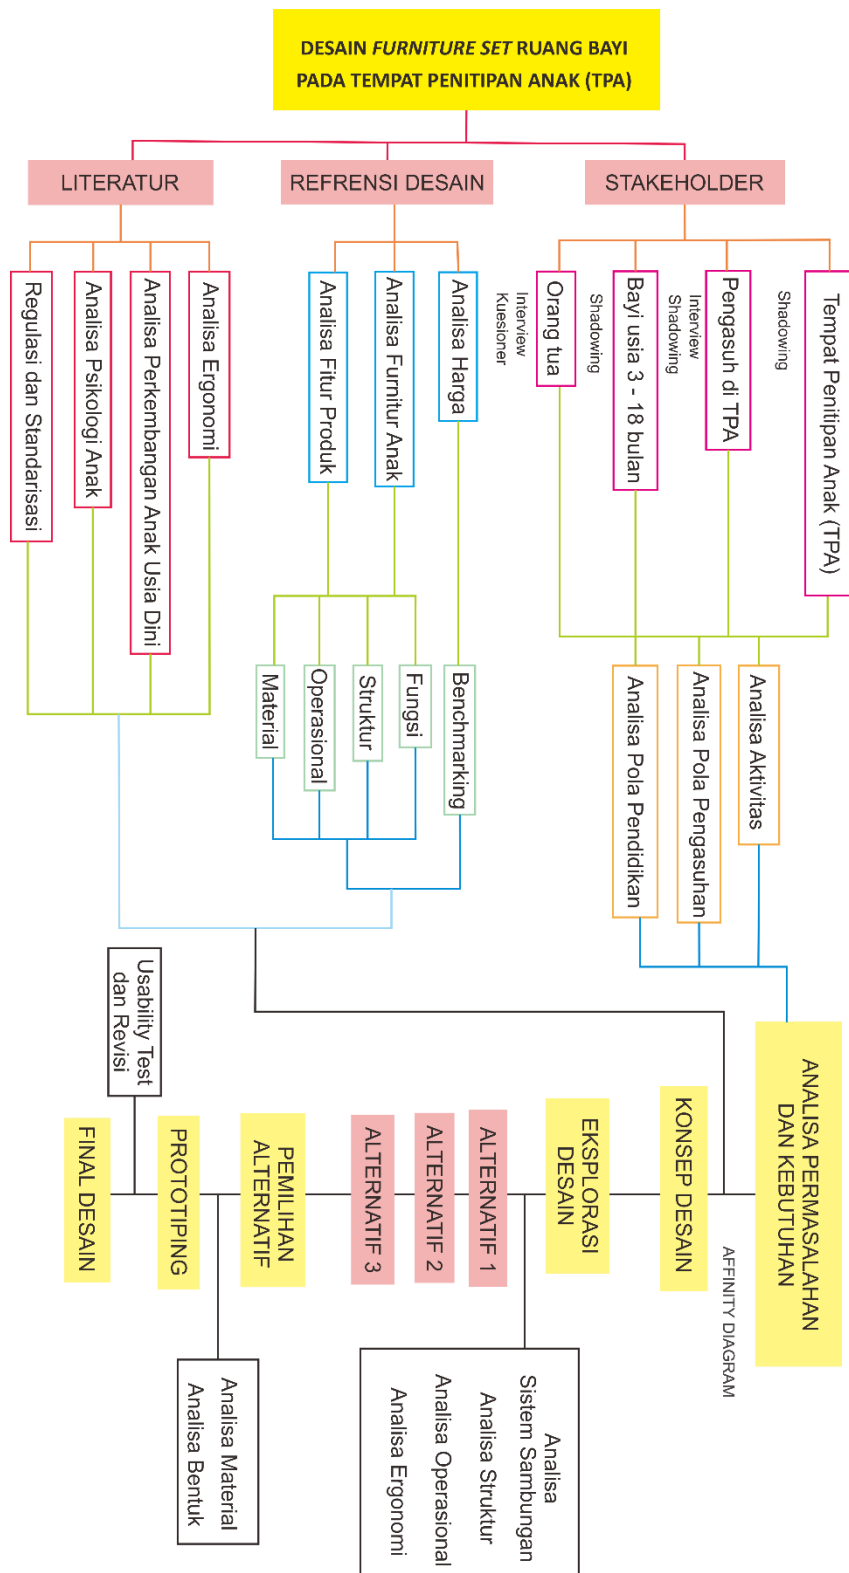 DESAIN FURNITURE SET RUANG BAYI
PADA TEMPAT PENITIPAN ANAK (TPA)
LITERATUR
REFRENSI DESAIN
STAKEHOLDER
Regulasi dan Standarisasi
Analisa Psikologi Anak
Analisa Perkembangan Anak Usia Dini
Analisa Ergonomi
Analisa Fitur Produk
Analisa Furnitur Anak
Analisa Harga
Orang tua
Interview
Kuesioner
Bayi usia 3 - 18 bulan
Shadowing
Pengasuh di TPA
Interview
Shadowing
Tempat Penitipan Anak (TPA)
Shadowing
Material
Operasional
Struktur
Fungsi
Benchmarking
Analisa Pola Pendidikan
Analisa Pola Pengasuhan
Analisa Aktivitas
ANALISA PERMASALAHAN
DAN KEBUTUHAN
AFFINITY DIAGRAM
KONSEP DESAIN
EKSPLORASI
DESAIN
ALTERNATIF 1
ALTERNATIF 2
ALTERNATIF 3
Analisa
Sistem Sambungan
Analisa Struktur
Analisa Operasional
Analisa Ergonomi
PEMILIHAN
ALTERNATIF
Analisa Material
Analisa Bentuk
PROTOTIPING
Usability Test
dan Revisi
FINAL DESAIN